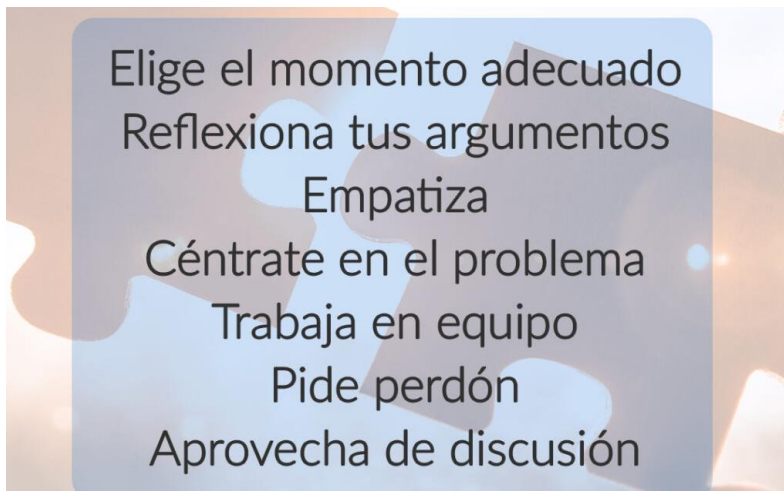 Elige el momento adecuado
Reflexiona tus argumentos
Empatiza
Céntrate en el problema
Trabaja en equipo
Pide perdón
Aprovecha de discusión